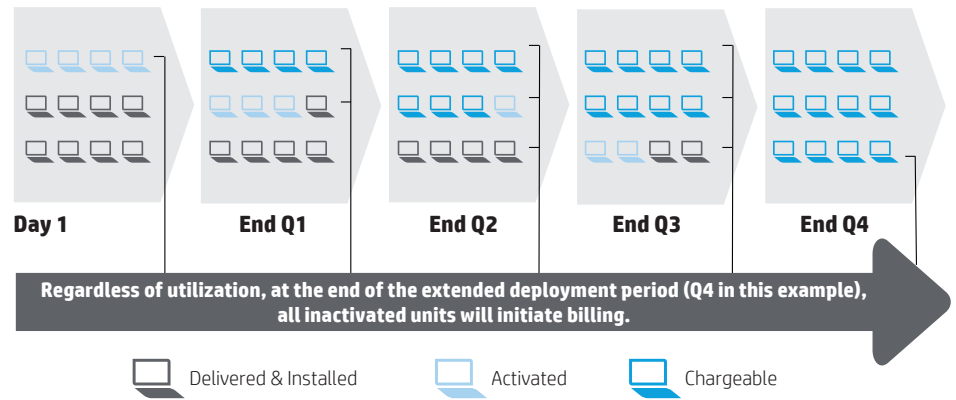 Day 1
End Q1
End Q2
End Q3
End Q4
Regardless of utilization, at the end of the extended deployment period (Q4 in this example),
all inactivated units will initiate billing.
Delivered & Installed
Activated
Chargeable